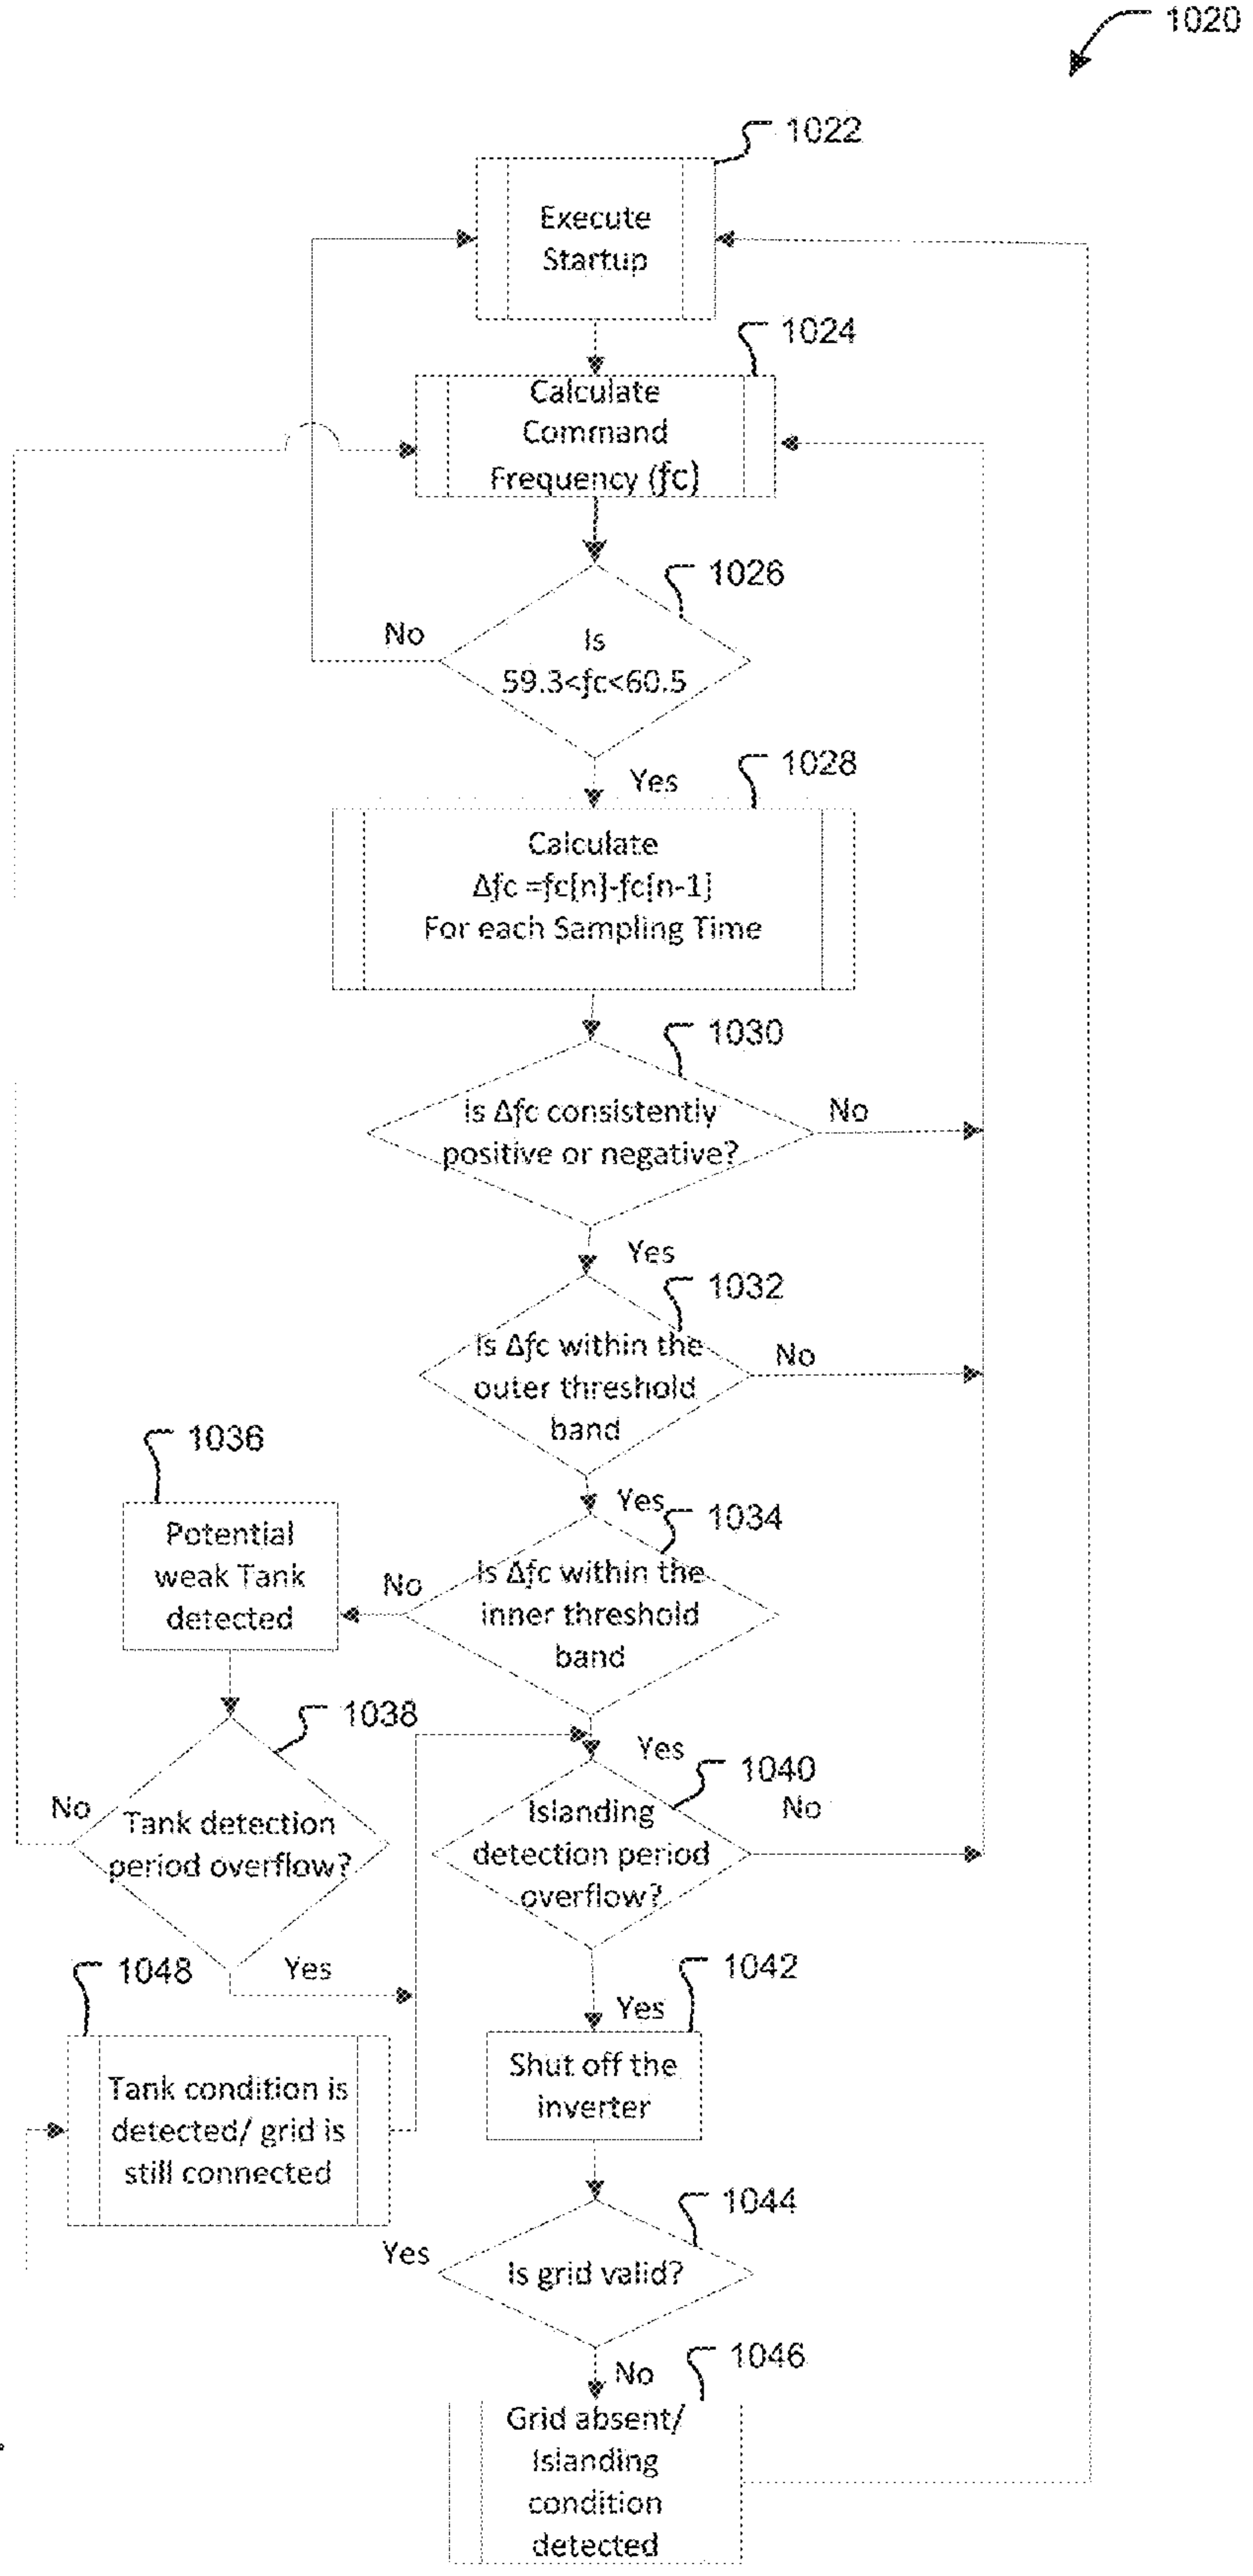 1020
1022
Execute
Startup
1024
Calculate
Command
Frequency (fc)
1026
No
Is
59.3<fc<60.5
Yes
1028
Calculate
Δfc =fc[n]-fc[n-1]
For each Sampling Time
1030
Is Δfc consistently
positive or negative?
No
Yes
1032
Is Δfc within the
outer threshold
band
No
Yes
1036
Potential
weak Tank
detected
1034
No
Is Δfc within the
inner threshold
band
1038
Yes
No
Tank detection
period overflow?
1040
Islanding
detection period
overflow?
No
Yes
1048
Yes
1042
Tank condition is
detected/ grid is
still connected
Shut off the
inverter
1044
Yes
Is grid valid?
No
1046
Grid absent/
Islanding
condition
detected